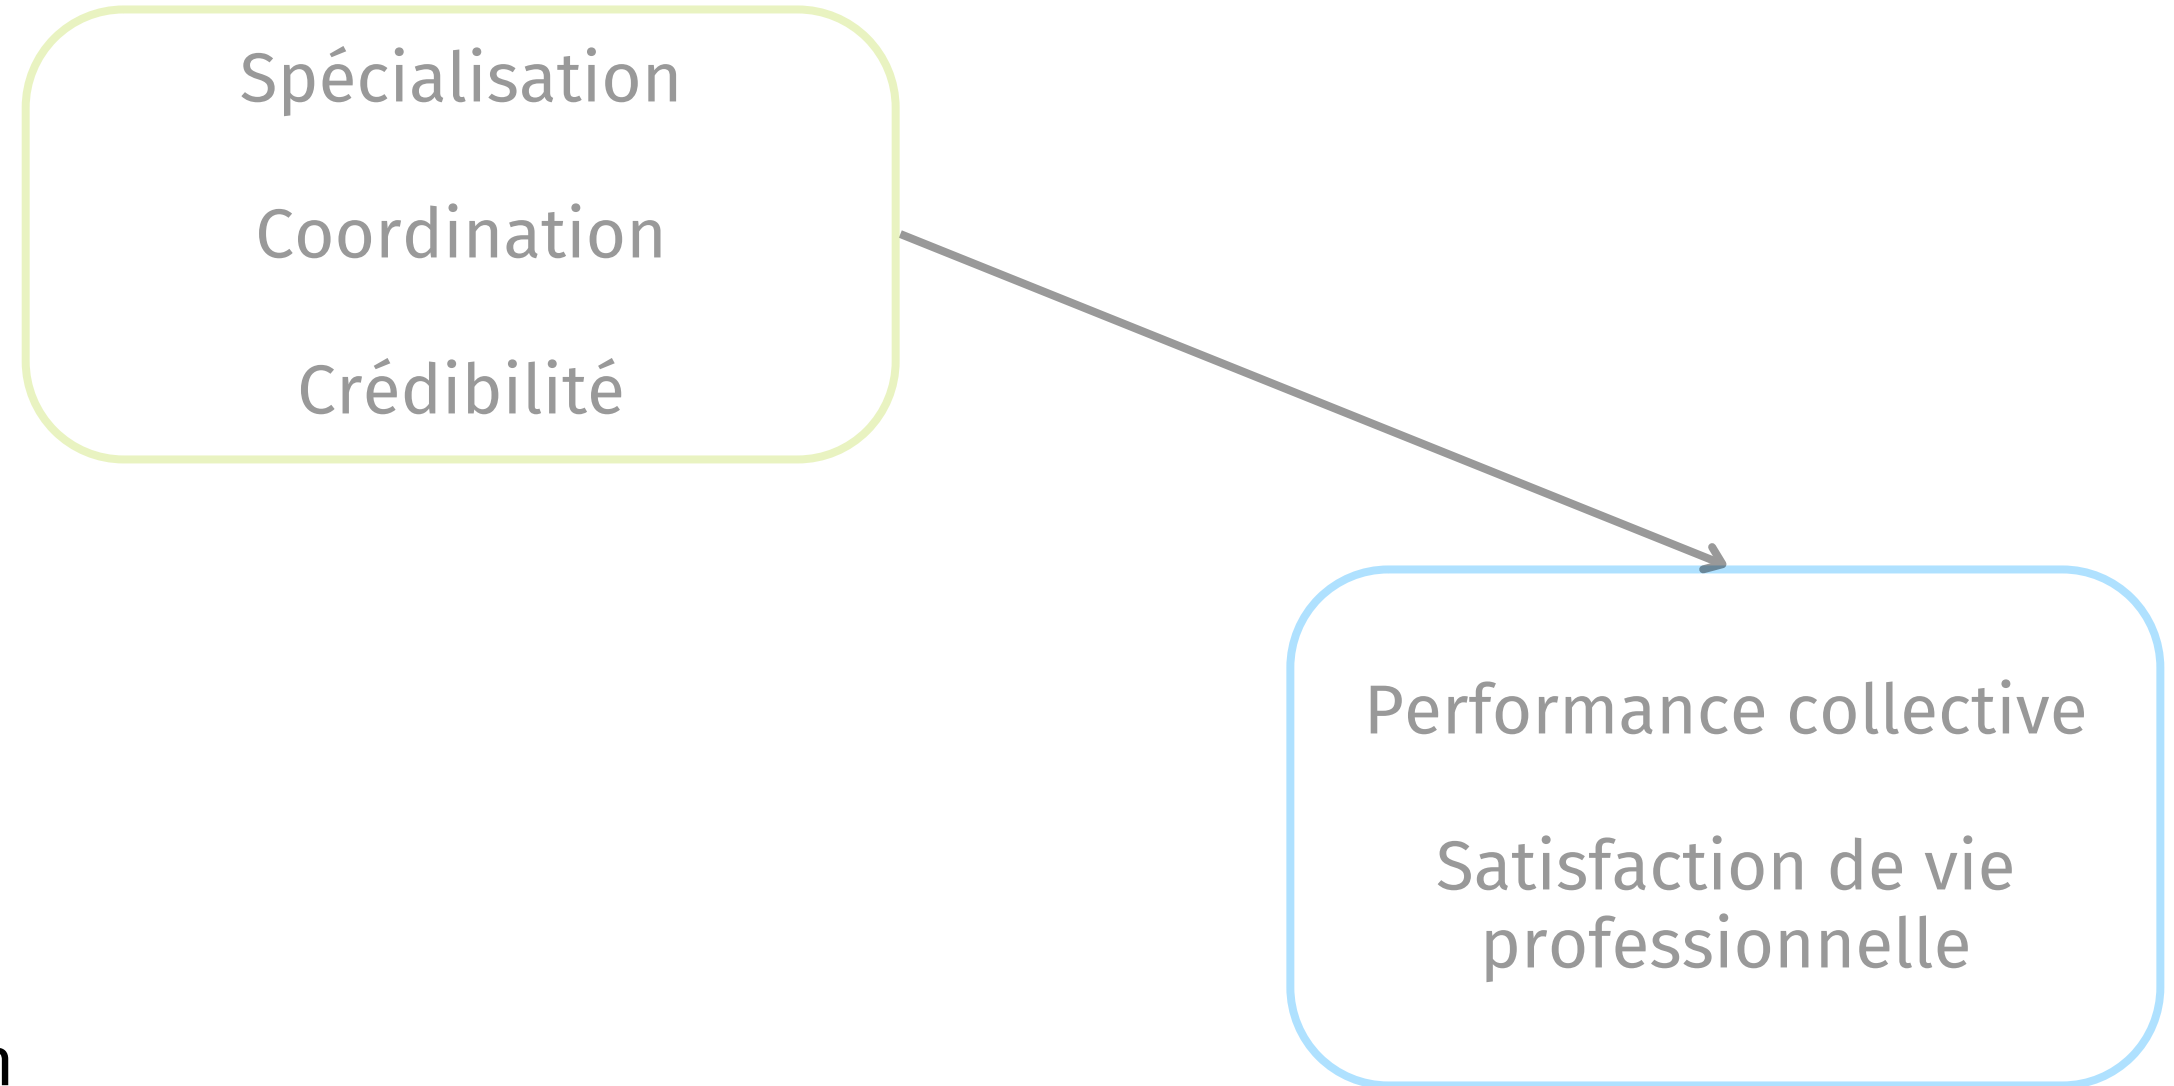 Spécialisation
Coordination
Crédibilité
Performance collective
Satisfaction de vie
professionnelle